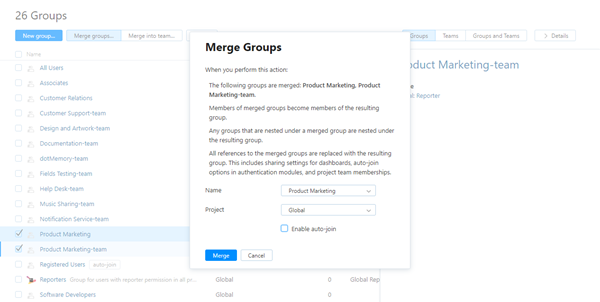 26 Groups
New group...
Merge groups...
Merge into team...
Groups
Teams
Groups and Teams
Details
Name
All Users
Associates
Customer Relations
Customer Support-team
Design and Artwork-team
Documentation-team
dotMemory-team
Fields Testing-team
Help Desk-team
Music Sharing-team
Notification Service-team
Product Marketing
Product Marketing-team
Registered Users auto-join
Reporters Group for users with reporter permission in all pr... Global 0 Global Rep
Software Developers Global 0
Merge Groups
When you perform this action:
The following groups are merged: Product Marketing, Product
Marketing-team.
Members of merged groups become members of the resulting
group.
Any groups that are nested under a merged group are nested under
the resulting group.
All references to the merged groups are replaced with the resulting
group. This includes sharing settings for dashboards, auto-join
options in authentication modules, and project team memberships.
Name Product Marketing
Project Global
Enable auto-join
Merge Cancel
roduct Marketing-team
Reporter